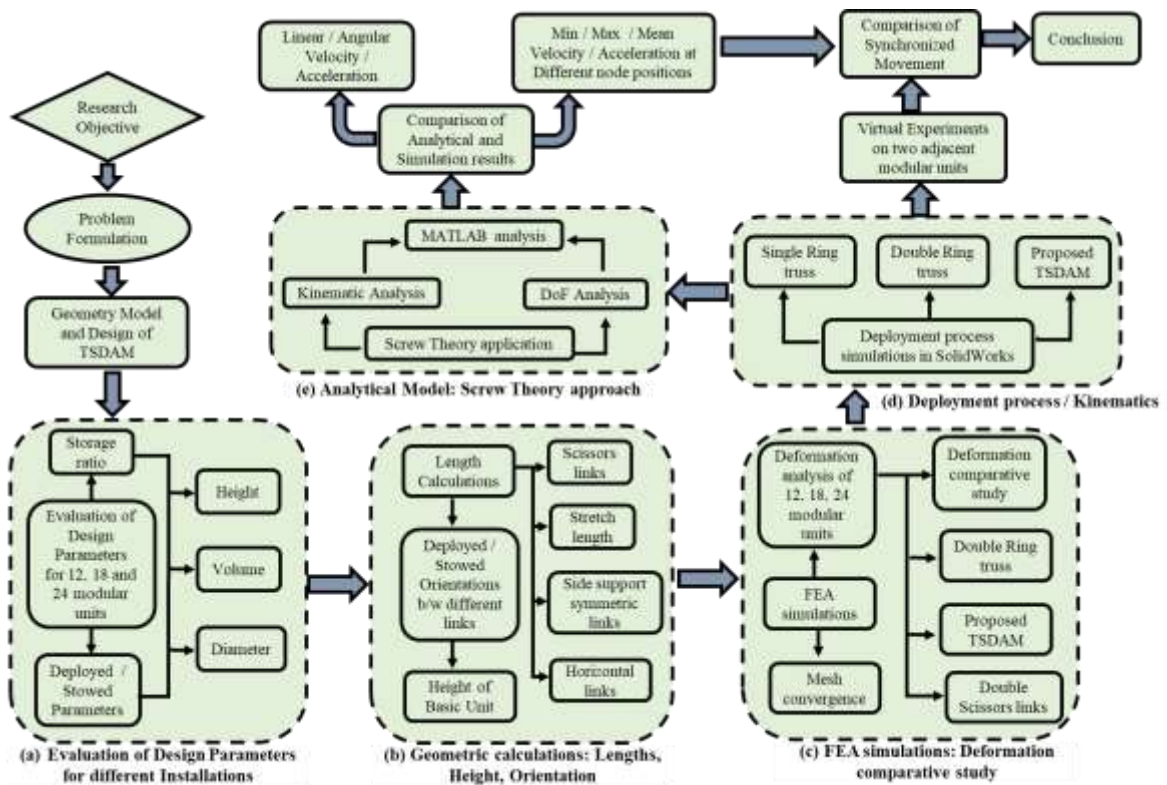 Research
Objective
Problem
Formulation
Geometry Model
and Design of
TSDAM
Storage
ratio
Evaluation of
Design
Parameters
for 12, 18 and
24 modular
units
Deployed /
Stowed
Parameters
Height
Volume
Diameter
(a) Evaluation of Design Parameters
for different Installations
Length
Calculations
Deployed /
Stowed
Orientations
b/w different
links
Height of
Basic Unit
Scissors
links
Stretch
length
Side support
symmetric links
Horizontal
links
(b) Geometric calculations: Lengths,
Height, Orientation
Deformation
analysis of
12, 18, 24
modular
units
FEA
simulations
Mesh
convergence
Deformation
comparative
study
Double Ring
truss
Proposed
TSDAM
Double
Scissors links
(c) FEA simulations: Deformation
comparative study
Single Ring
truss
Double Ring
truss
Proposed
TSDAM
Deployment process
simulations in SolidWorks
(d) Deployment process / Kinematics
MATLAB analysis
Kinematic Analysis
DoF Analysis
Screw Theory application
(e) Analytical Model: Screw Theory approach
Comparison of
Analytical and
Simulation results
Linear / Angular
Velocity /
Acceleration
Min / Max / Mean
Velocity / Acceleration at
Different node positions
Virtual Experiments
on two adjacent
modular units
Comparison of
Synchronized
Movement
Conclusion